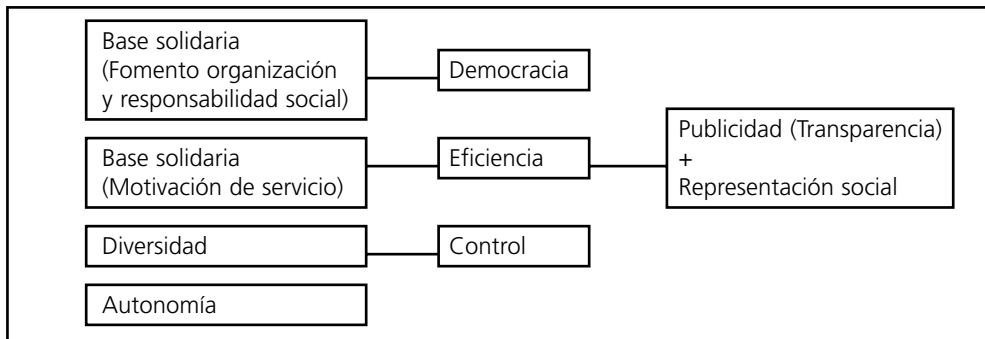 Base solidaria
(Fomento organización
y responsabilidad social)
Democracia
Base solidaria
(Motivación de servicio)
Eficiencia
Publicidad (Transparencia)
+
Representación social
Diversidad
Control
Autonomía